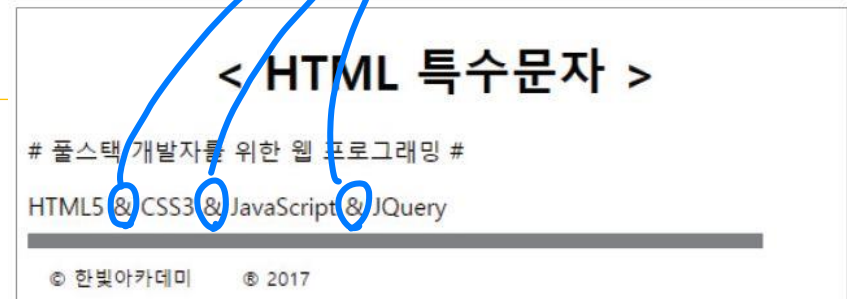 < HTML 특수문자 >
# 풀스택 개발자를 위한 웹 프로그래밍 #
HTML5 & CSS3 & JavaScript & JQuery
© 한빛아카데미 ® 2017